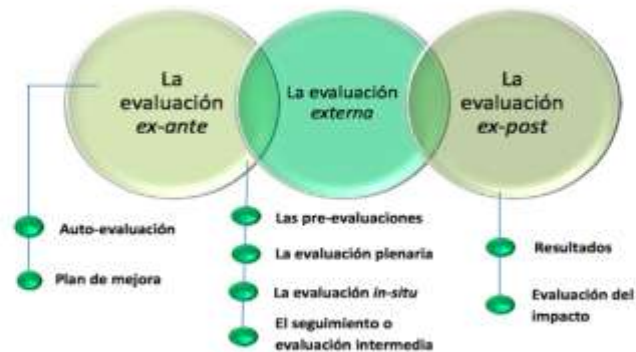 La
evaluación
ex-ante
La evaluación
externa
La
evaluación
ex-post
Auto-evaluación
Plan de mejora
Las pre-evaluaciones
La evaluación plenaria
La evaluación in-situ
El seguimiento o
evaluación intermedia
Resultados
Evaluación del
impacto